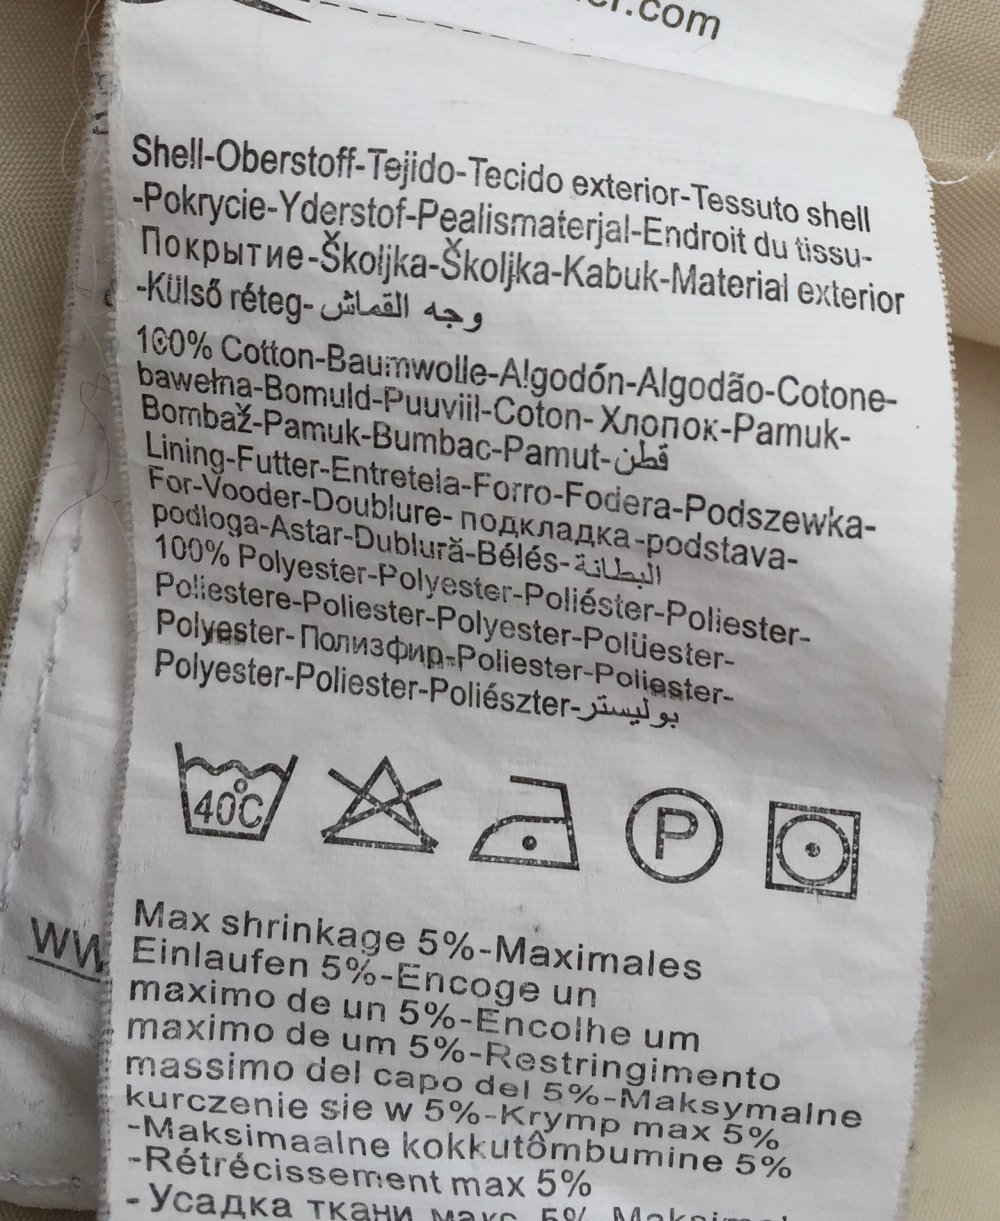 .com
Shell-Oberstoff-Tejido-Tecido exterior-Tessuto shell
-Pokrycie-Yderstof-Pealismaterjal-Endroit du tissu-
Покрытие-Školjka-Školjka-Kabuk-Material exterior
-Külső réteg-وجه القماش
100% Cotton-Baumwolle-Algodón-Algodão-Cotone-
bawełna-Bomuld-Puuviil-Coton- Хлопок-Pamuk-
Bombaž-Pamuk-Bumbac-Pamut-قطن
Lining-Futter-Entretela-Forro-Fodera-Podszewka-
For-Vooder-Doublure- подкладка-podstava-
podloga-Astar-Dublură-Bélés-البطانة
100% Polyester-Polyester-Poliéster-Poliester-
Poliestere-Poliester-Polyester-Polüester-
Polyester- Полизфир-Poliester-Poliester-
Polyester-Poliester-Poliészter-بوليستر
40C
P
Max shrinkage 5%-Maximales
Einlaufen 5%-Encoge un
maximo de un 5%-Encolhe um
maximo de um 5%-Restringimento
massimo del capo del 5%-Maksymalne
kurczenie sie w 5%-Krymp max 5%
-Maksimaalne kokkutômbumine 5%
-Rétrécissement max 5%
- Усадка ткани макс 5%
ww